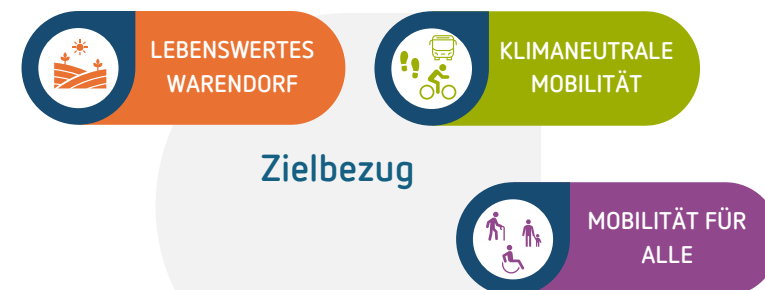 LEBENSWERTES
WARENDORF
KLIMANEUTRALE
MOBILITÄT
Zielbezug
MOBILITÄT FÜR
ALLE